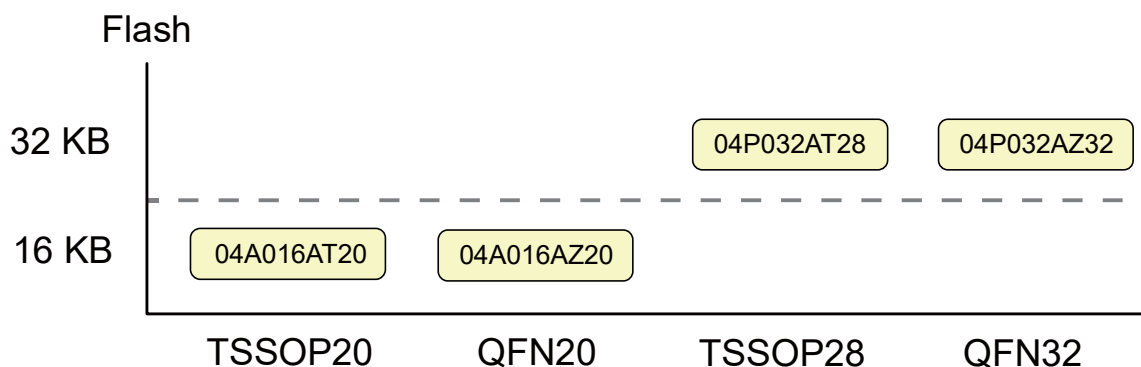 Flash
32 KB
04P032AT28
04P032AZ32
16 KB
04A016AT20
04A016AZ20
TSSOP20
QFN20
TSSOP28
QFN32